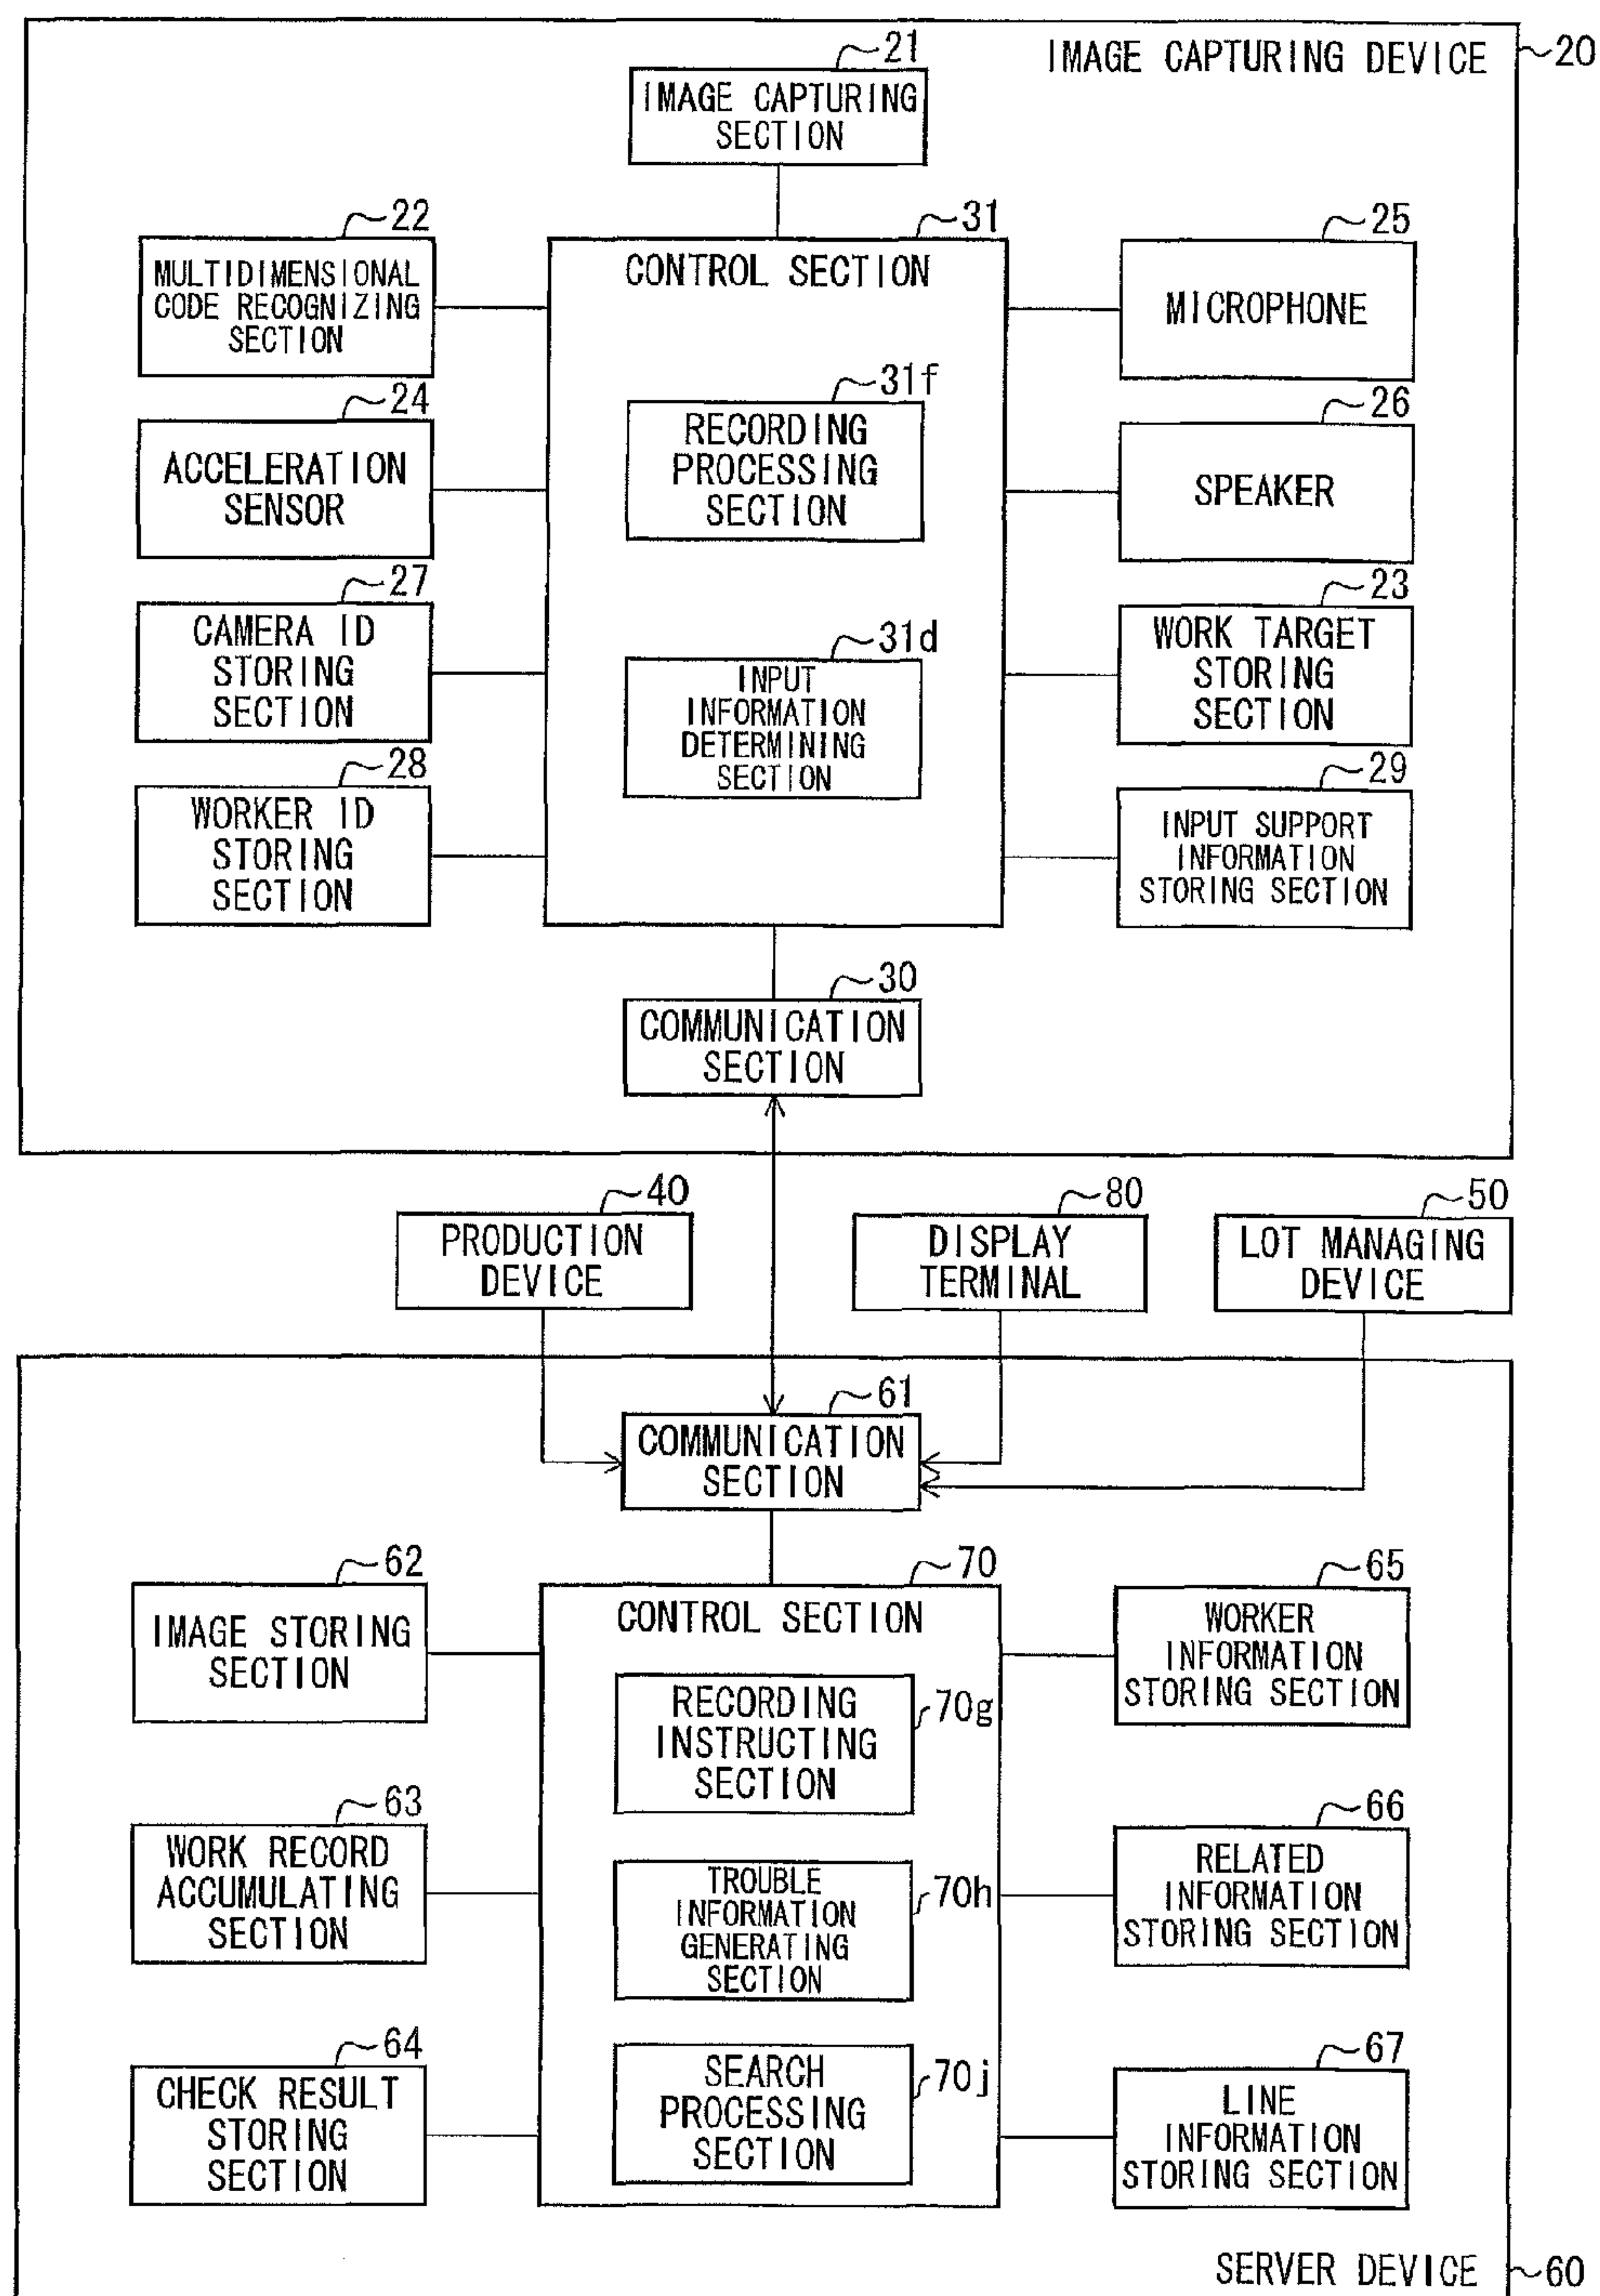 IMAGE CAPTURING DEVICE
20
21
IMAGE CAPTURING
SECTION
22
MULTIDIMENSIONAL
CODE RECOGNIZING
SECTION
31
CONTROL SECTION
25
MICROPHONE
24
ACCELERATION
SENSOR
31f
RECORDING
PROCESSING
SECTION
26
SPEAKER
27
CAMERA ID
STORING
SECTION
31d
INPUT
INFORMATION
DETERMINING
SECTION
23
WORK TARGET
STORING
SECTION
28
WORKER ID
STORING
SECTION
29
INPUT SUPPORT
INFORMATION
STORING SECTION
30
COMMUNICATION
SECTION
40
PRODUCTION
DEVICE
80
DISPLAY
TERMINAL
50
LOT MANAGING
DEVICE
61
COMMUNICATION
SECTION
62
IMAGE STORING
SECTION
70
CONTROL SECTION
65
WORKER
INFORMATION
STORING SECTION
RECORDING
INSTRUCTING
SECTION
70g
63
WORK RECORD
ACCUMULATING
SECTION
TROUBLE
INFORMATION
GENERATING
SECTION
70h
66
RELATED
INFORMATION
STORING SECTION
64
CHECK RESULT
STORING
SECTION
SEARCH
PROCESSING
SECTION
70j
67
LINE
INFORMATION
STORING SECTION
SERVER DEVICE
60